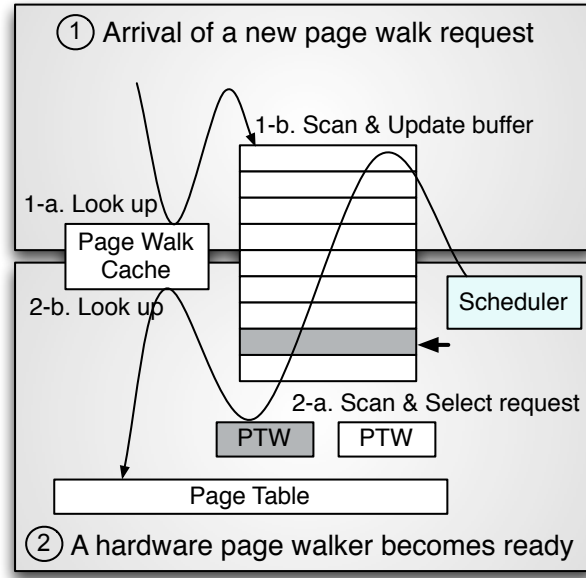 1 Arrival of a new page walk request
1-b. Scan & Update buffer
1-a. Look up
Page Walk
Cache
2-b. Look up
Scheduler
2-a. Scan & Select request
PTW
PTW
Page Table
2 A hardware page walker becomes ready